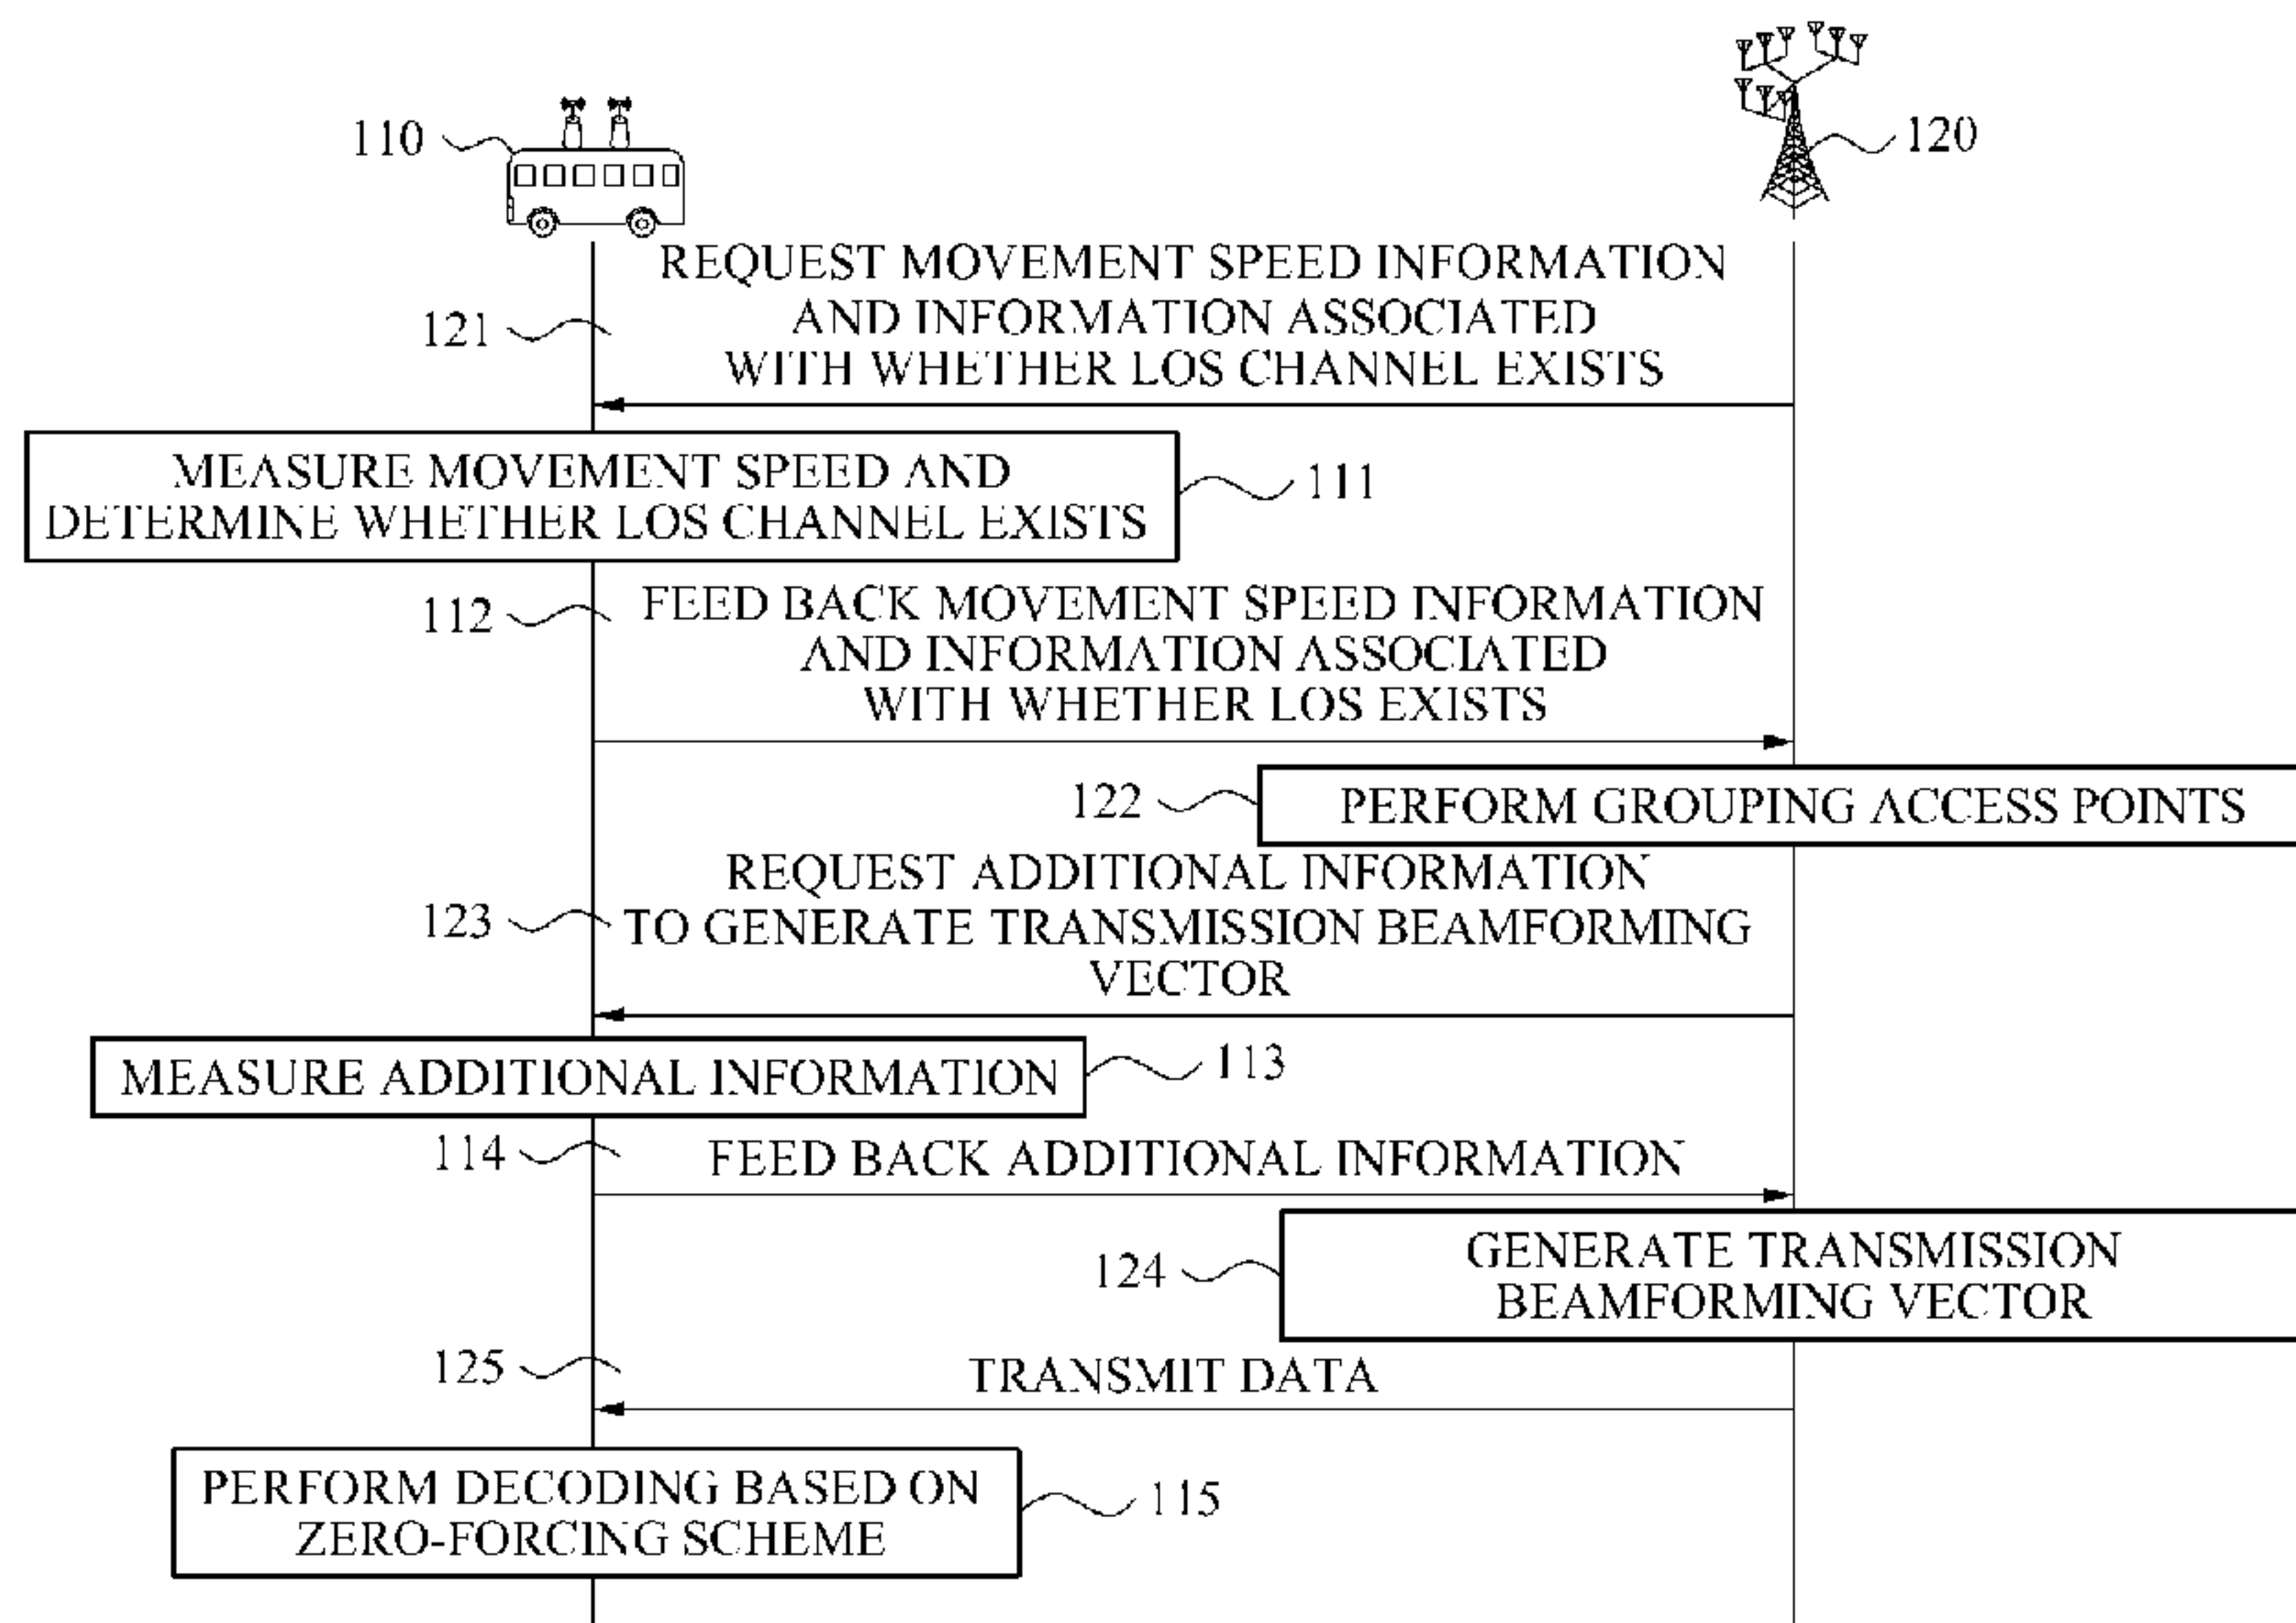 110
120
REQUEST MOVEMENT SPEED INFORMATION
AND INFORMATION ASSOCIATED
121
WITH WHETHER LOS CHANNEL EXISTS
MEASURE MOVEMENT SPEED AND
DETERMINE WHETHER LOS CHANNEL EXISTS
111
112
FEED BACK MOVEMENT SPEED INFORMATION
AND INFORMATION ASSOCIATED
WITH WHETHER LOS EXISTS
122
PERFORM GROUPING ACCESS POINTS
REQUEST ADDITIONAL INFORMATION
123
TO GENERATE TRANSMISSION BEAMFORMING
VECTOR
MEASURE ADDITIONAL INFORMATION
113
114
FEED BACK ADDITIONAL INFORMATION
124
GENERATE TRANSMISSION
BEAMFORMING VECTOR
125
TRANSMIT DATA
PERFORM DECODING BASED ON
ZERO-FORCING SCHEME
115